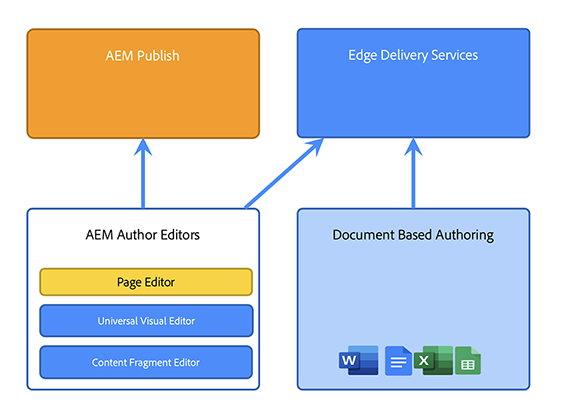 AEM Publish
Edge Delivery Services
AEM Author Editors
Page Editor
Universal Visual Editor
Content Fragment Editor
Document Based Authoring
W
X